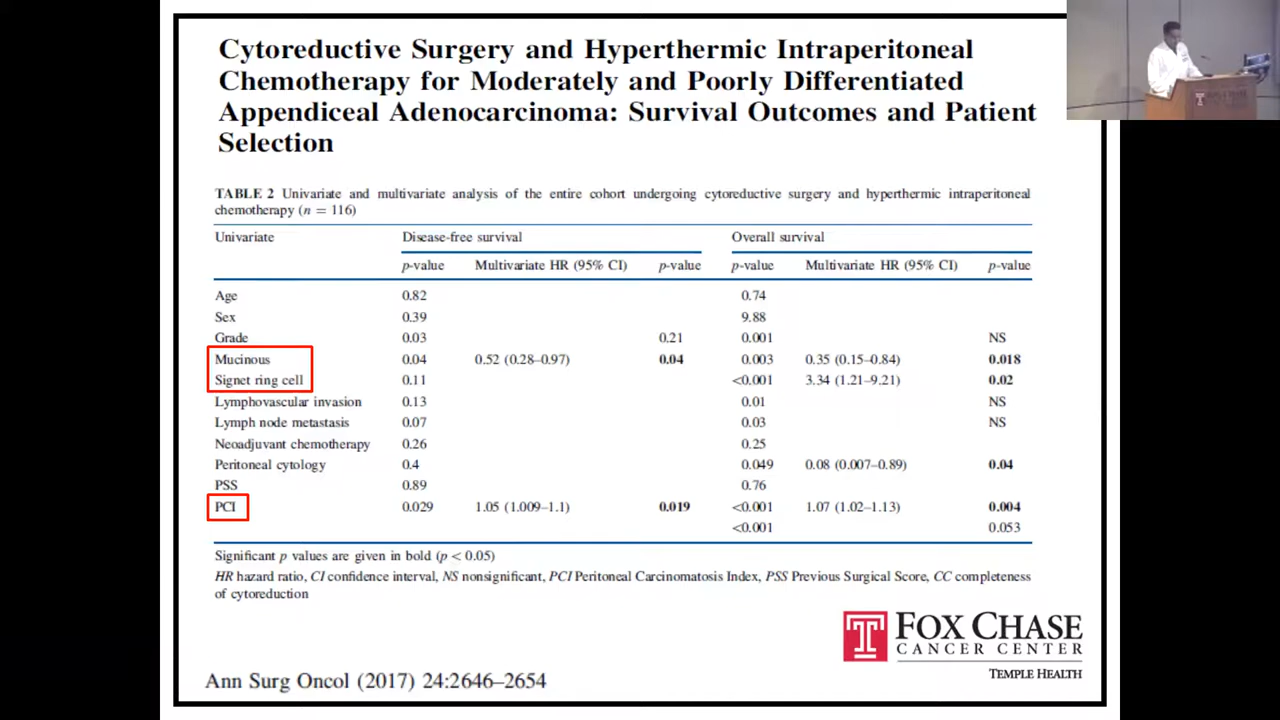 Cytoreductive Surgery and Hyperthermic Intraperitoneal
Chemotherapy for Moderately and Poorly Differentiated
Appendiceal Adenocarcinoma: Survival Outcomes and Patient
Selection
TABLE 2 Univariate and multivariate analysis of the entire cohort undergoing cytoreductive surgery and hyperthermic intraperitoneal
chemotherapy (n = 116)
Univariate Disease-free survival Overall survival
p-value Multivariate HR (95% CI) p-value p-value Multivariate HR (95% CI) p-value
Age 0.82 0.74
Sex 0.39 9.88
Grade 0.03 0.21 0.001 NS
Mucinous 0.04 0.52 (0.28–0.97) 0.04 0.003 0.35 (0.15–0.84) 0.018
Signet ring cell 0.11 <0.001 3.34 (1.21–9.21) 0.02
Lymphovascular invasion 0.13 0.01 NS
Lymph node metastasis 0.07 0.03 NS
Neoadjuvant chemotherapy 0.26 0.25
Peritoneal cytology 0.4 0.049 0.08 (0.007–0.89) 0.04
PSS 0.89 0.76
PCI 0.029 1.05 (1.009–1.1) 0.019 <0.001 1.07 (1.02–1.13) 0.004
<0.001 0.053
Significant p values are given in bold (p < 0.05)
HR hazard ratio, CI confidence interval, NS nonsignificant, PCI Peritoneal Carcinomatosis Index, PSS Previous Surgical Score, CC completeness
of cytoreduction
FOX CHASE
CANCER CENTER
TEMPLE HEALTH
Ann Surg Oncol (2017) 24:2646–2654